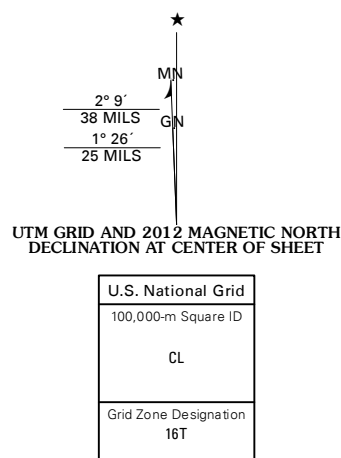 ★
MN
2° 9´
38 MILS
GN
1° 26´
25 MILS
UTM GRID AND 2012 MAGNETIC NORTH
DECLINATION AT CENTER OF SHEET
U.S. National Grid
100,000-m Square ID
CL
Grid Zone Designation
16T